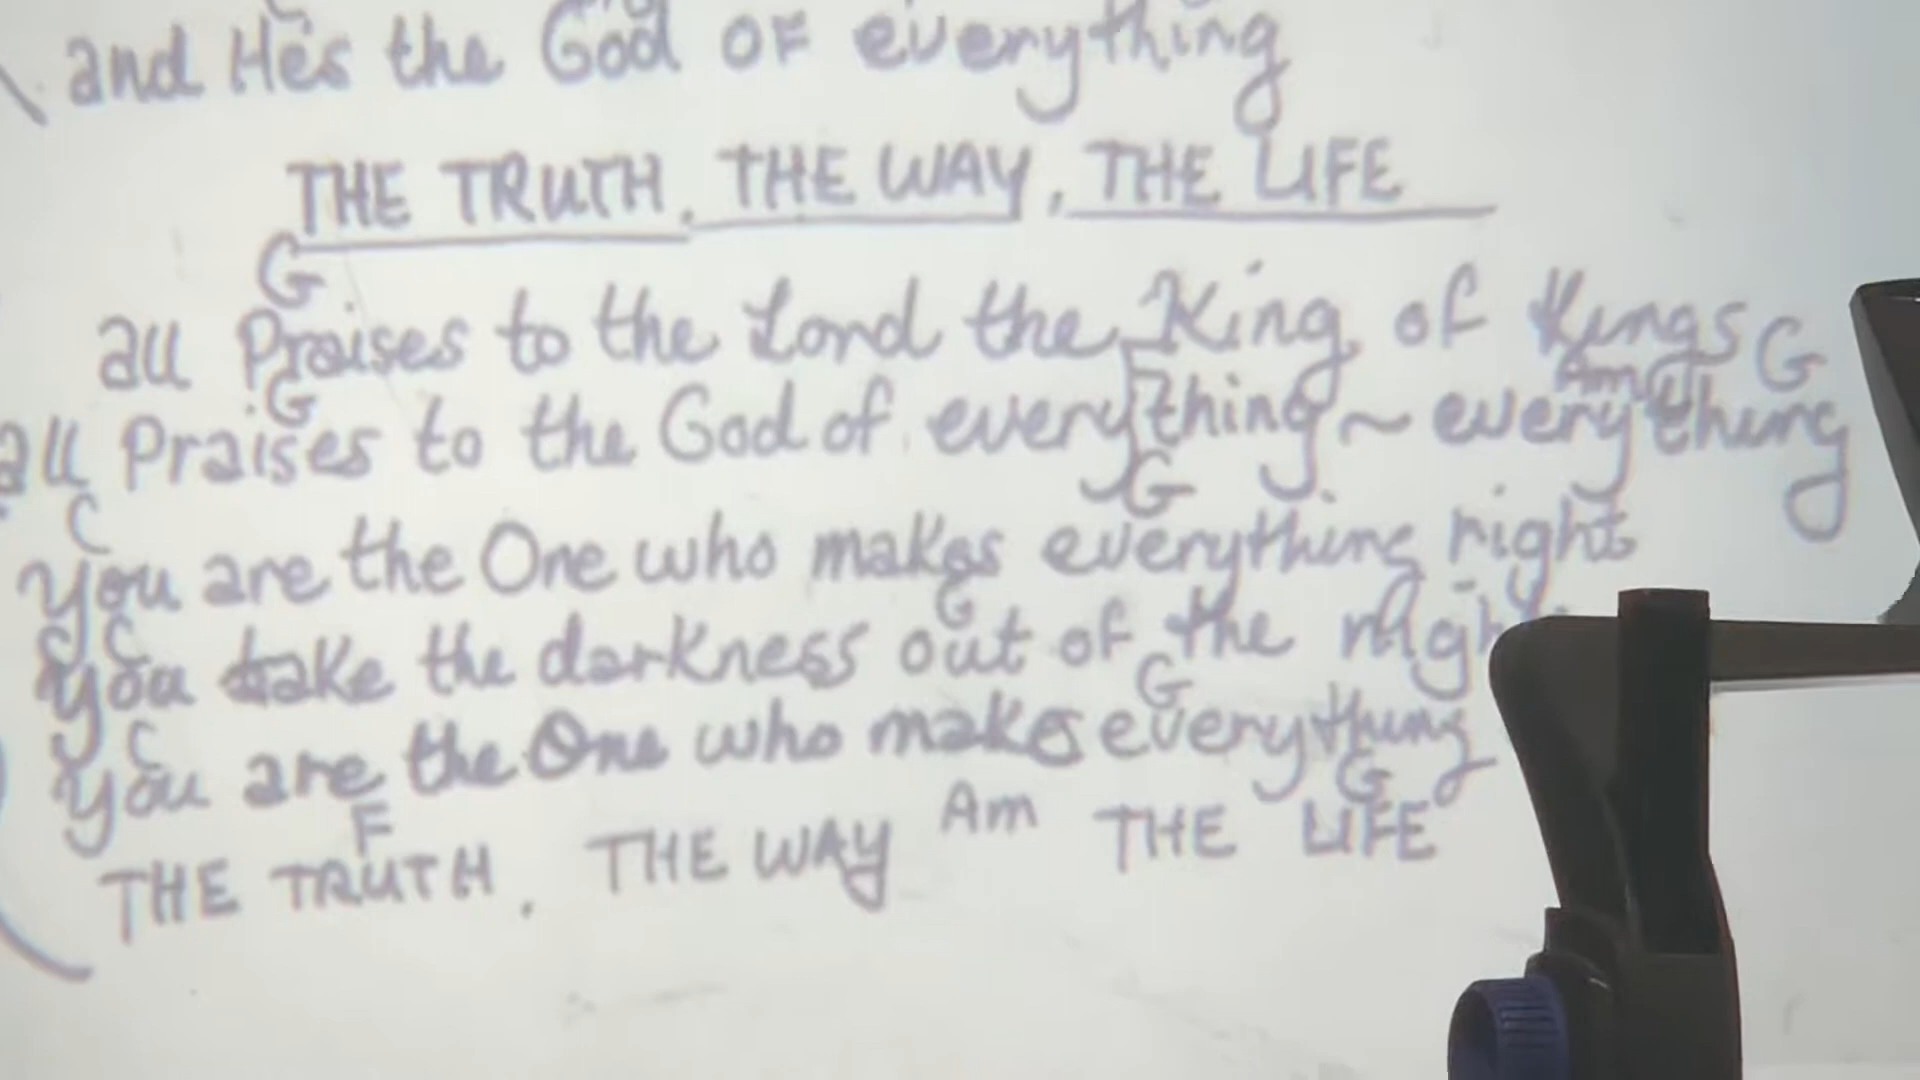 and He's the God OF everything
THE TRUTH, THE WAY, THE LIFE
G
all Praises to the Lord the King of Kings
G F Am G
all Praises to the God of everything ~ everything
C G
You are the One who makes everything right
C C G
You take the darkness out of the nigh
C G
You are the One who makes everything
F Am G
THE TRUTH, THE WAY THE LIFE